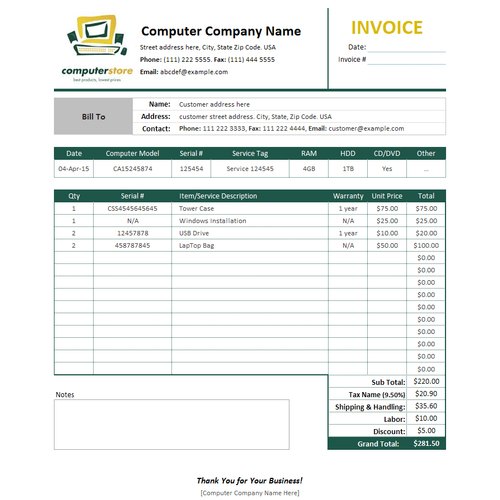 Computer Company Name
Street address here, City, State Zip Code. USA
Phone: (111) 222 5555. Fax: (111) 444 5555
Email: abcdef@example.com
computerstore
best products, lowest prices
INVOICE
Date:
Invoice #
Bill To
Name: Customer address here
Address: customer street address. City, State, Zip Code. USA
Contact: Phone: 111 222 3333, Fax: 111 222 4444, Email: customer@example.com
Date Computer Model Serial # Service Tag RAM HDD CD/DVD Other
04-Apr-15 CA15245874 125454 Service 124545 4GB 1TB Yes ...
Qty Serial # Item/Service Description Warranty Unit Price Total
1 CSS4545645645 Tower Case 1 year $75.00 $75.00
1 N/A Windows Installation N/A $25.00 $25.00
2 12457878 USB Drive 1 year $10.00 $20.00
2 458787845 LapTop Bag N/A $50.00 $100.00
$0.00
$0.00
$0.00
$0.00
$0.00
$0.00
$0.00
$0.00
$0.00
$0.00
Sub Total: $220.00
Tax Name (9.50%) $20.90
Shipping & Handling: $35.60
Labor: $10.00
Discount: $5.00
Grand Total: $281.50
Notes
Thank You for Your Business!
[Computer Company Name Here]